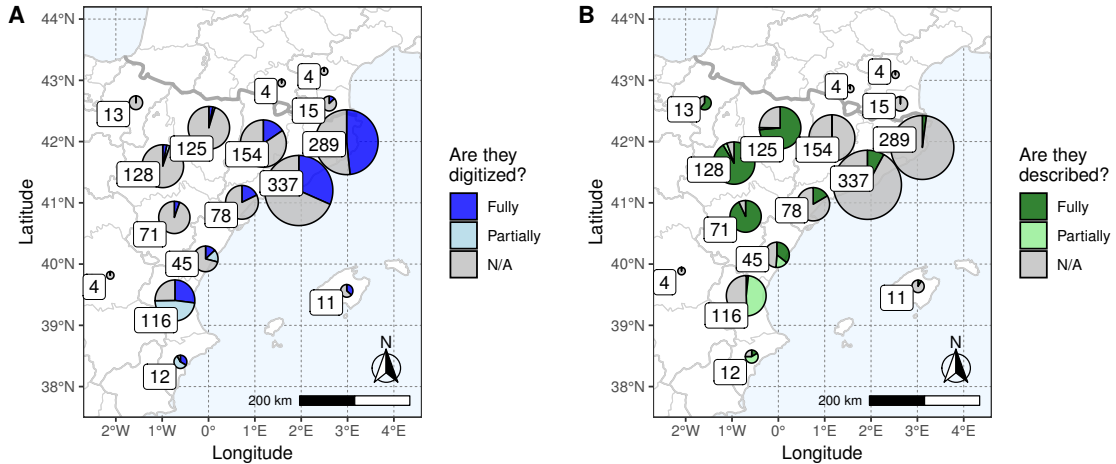 A
44°N
43°N
42°N
41°N
40°N
39°N
38°N
Latitude
2°W
1°W
0°
1°E
2°E
3°E
4°E
Longitude
4
4
13
15
125
154
289
128
337
78
71
45
4
11
116
12
N
200 km
Are they
digitized?
Fully
Partially
N/A
B
44°N
43°N
42°N
41°N
40°N
39°N
38°N
Latitude
2°W
1°W
0°
1°E
2°E
3°E
4°E
Longitude
4
4
13
15
125
154
289
128
337
78
71
45
4
11
116
12
N
200 km
Are they
described?
Fully
Partially
N/A